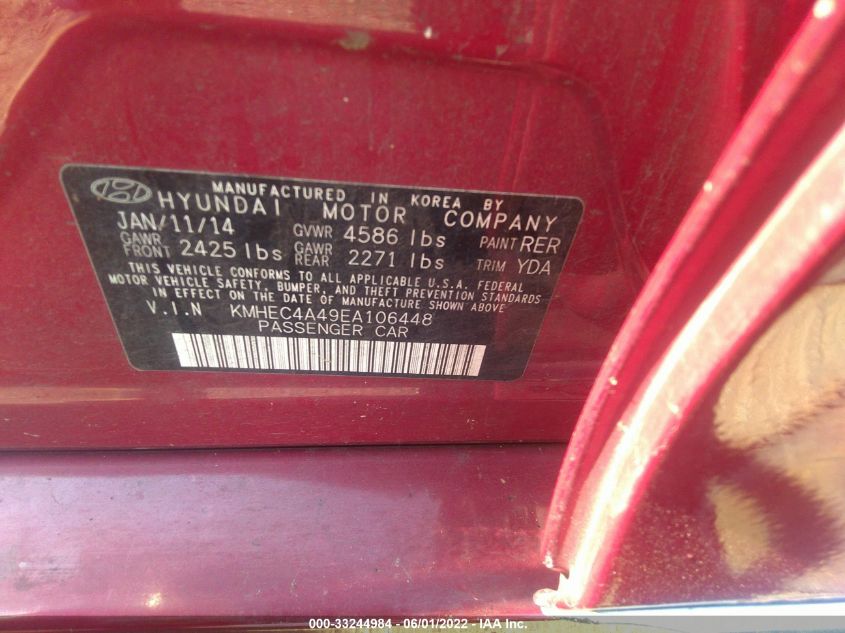 MANUFACTURED IN KOREA BY
HYUNDAI MOTOR COMPANY
JAN/11/14 GVWR 4586 lbs PAINT RER
GAWR FRONT 2425 lbs GAWR REAR 2271 lbs TRIM YDA
THIS VEHICLE CONFORMS TO ALL APPLICABLE U.S.A. FEDERAL
MOTOR VEHICLE SAFETY, BUMPER, AND THEFT PREVENTION STANDARDS
IN EFFECT ON THE DATE OF MANUFACTURE SHOWN ABOVE
V.I.N KMHEC4A49EA106448
PASSENGER CAR
000-33244984 - 06/01/2022 - IAA Inc.